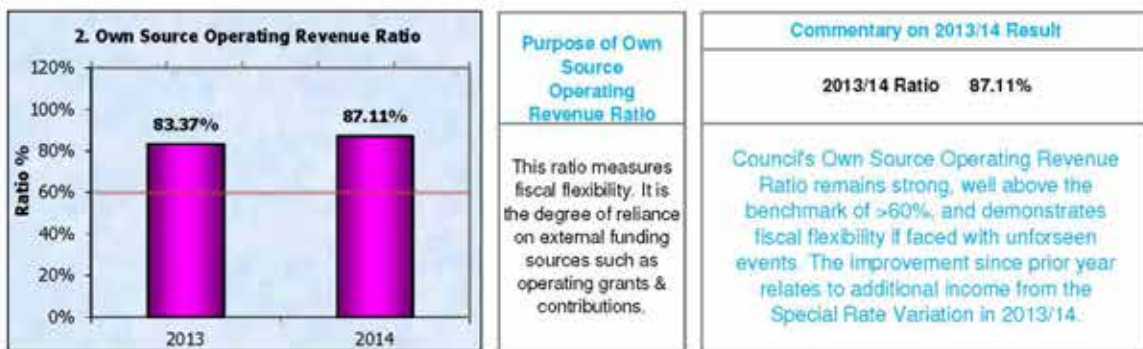 2. Own Source Operating Revenue Ratio
120%
100%
80%
60%
40%
20%
0%
Ratio %
83.37%
87.11%
2013
2014
Purpose of Own
Source
Operating
Revenue Ratio
This ratio measures
fiscal flexibility. It is
the degree of reliance
on external funding
sources such as
operating grants &
contributions.
Commentary on 2013/14 Result
2013/14 Ratio 87.11%
Council's Own Source Operating Revenue
Ratio remains strong, well above the
benchmark of >60%, and demonstrates
fiscal flexibility if faced with unforseen
events. The improvement since prior year
relates to additional income from the
Special Rate Variation in 2013/14.